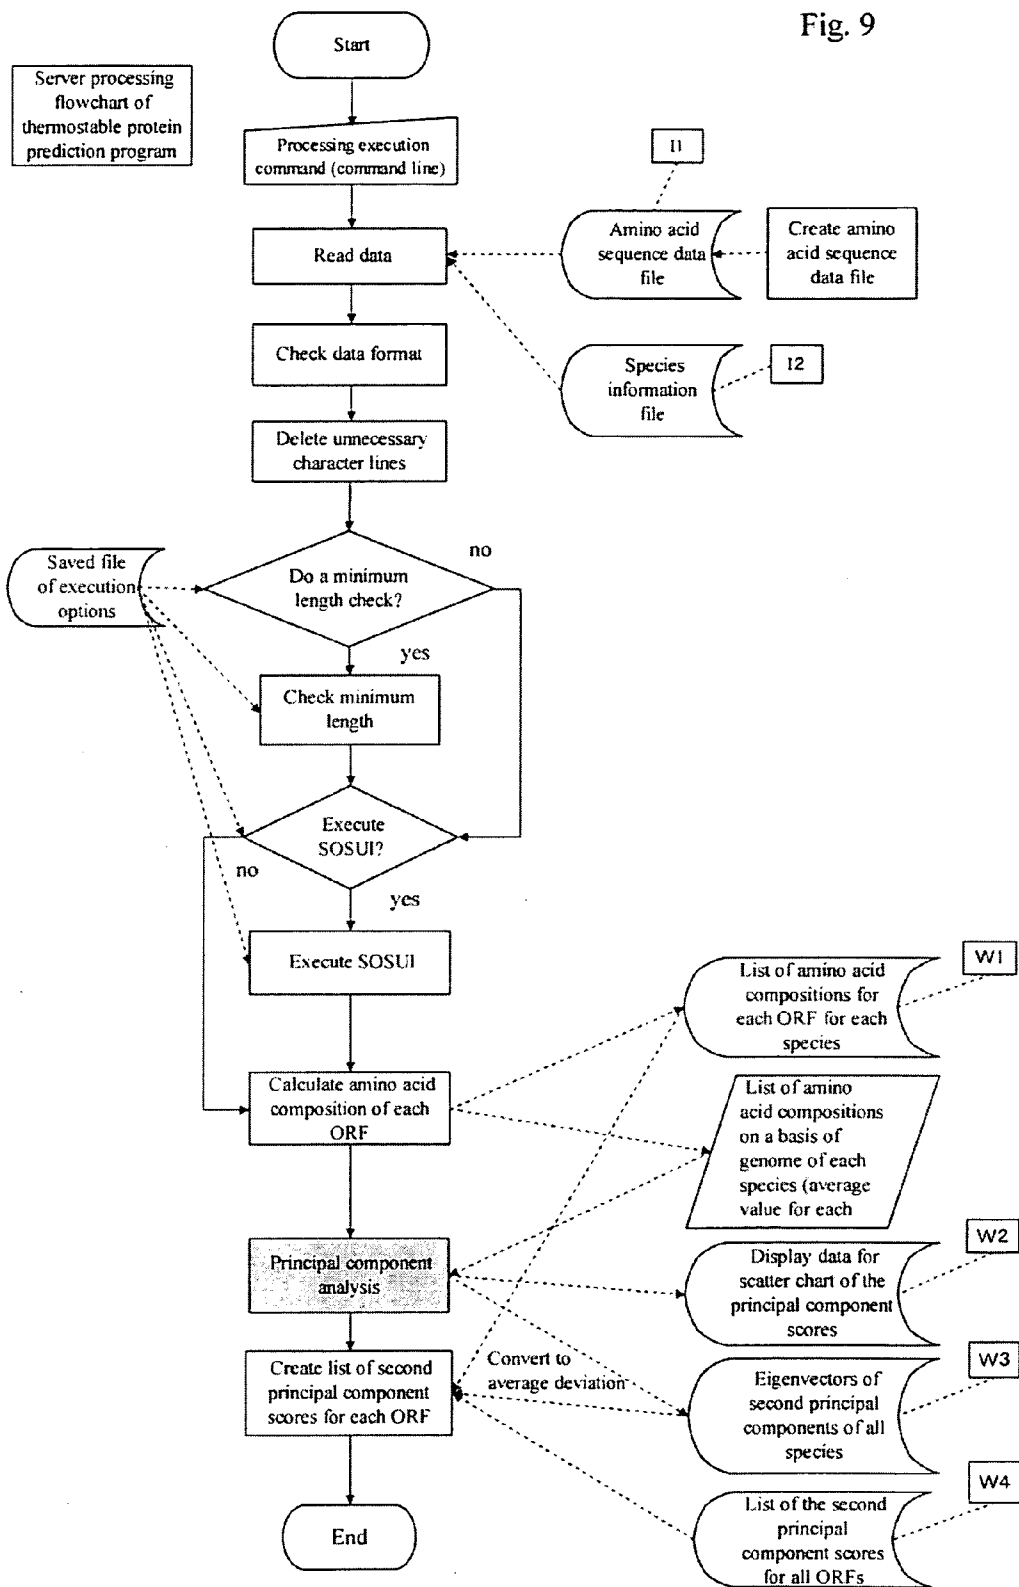 Fig. 9
Start
Server processing
flowchart of
thermostable protein
prediction program
Processing execution
command (command line)
I1
Read data
Amino acid
sequence data
file
Create amino
acid sequence
data file
Check data format
Species
information
file
I2
Delete unnecessary
character lines
Saved file
of execution
options
Do a minimum
length check?
no
yes
Check minimum
length
Execute
SOSUI?
no
yes
Execute SOSUI
W1
List of amino acid
compositions for
each ORF for each
species
Calculate amino acid
composition of each
ORF
List of amino
acid compositions
on a basis of
genome of each
species (average
value for each
Principal component
analysis
W2
Display data for
scatter chart of the
principal component
scores
Create list of second
principal component
scores for each ORF
Convert to
average deviation
W3
Eigenvectors of
second principal
components of all
species
W4
List of the second
principal
component scores
for all ORFs
End